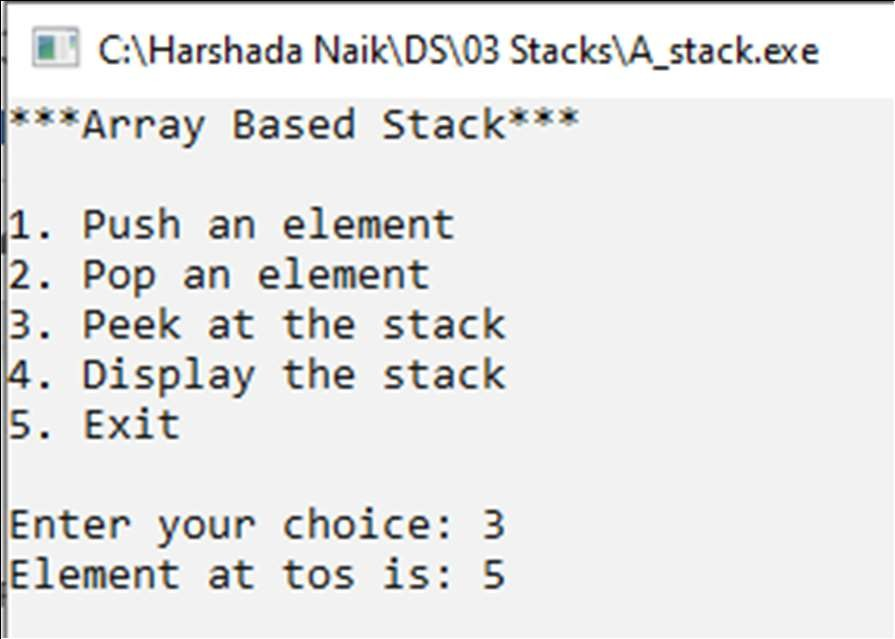 C:\Harshada Naik\DS\03 Stacks\A_stack.exe
***Array Based Stack***
1. Push an element
2. Pop an element
3. Peek at the stack
4. Display the stack
5. Exit
Enter your choice: 3
Element at tos is: 5